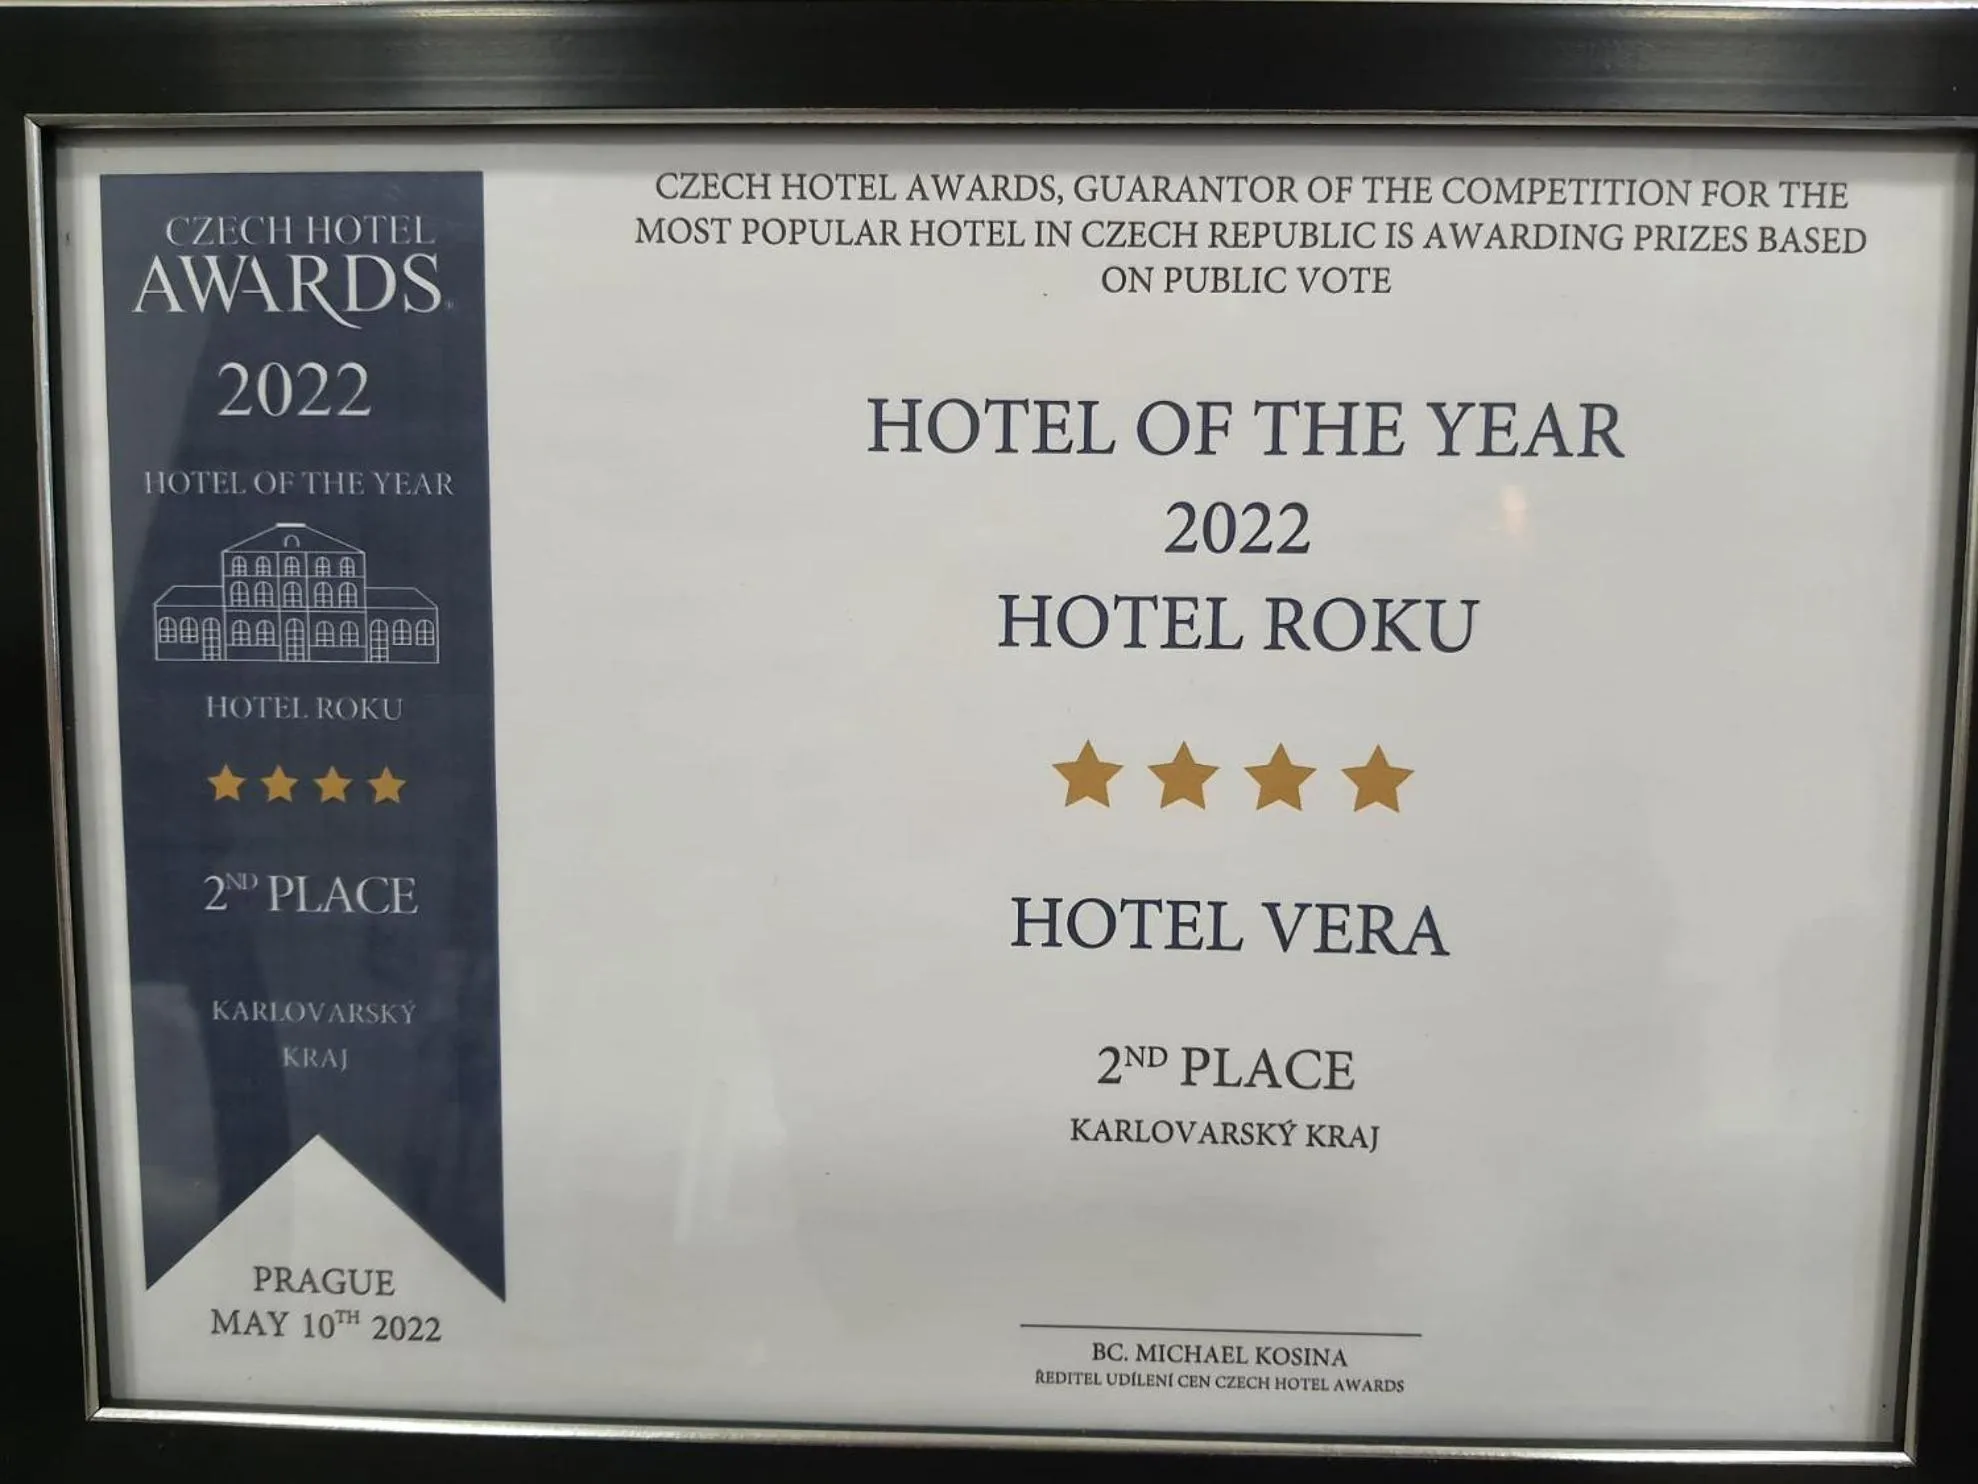 CZECH HOTEL
AWARDS®
2022
HOTEL OF THE YEAR
HOTEL ROKU
2ND PLACE
KARLOVARSKÝ
KRAJ
PRAGUE
MAY 10TH 2022
CZECH HOTEL AWARDS, GUARANTOR OF THE COMPETITION FOR THE
MOST POPULAR HOTEL IN CZECH REPUBLIC IS AWARDING PRIZES BASED
ON PUBLIC VOTE
HOTEL OF THE YEAR
2022
HOTEL ROKU
HOTEL VERA
2ND PLACE
KARLOVARSKÝ KRAJ
BC. MICHAEL KOSINA
ŘEDITEL UDÍLENÍ CEN CZECH HOTEL AWARDS